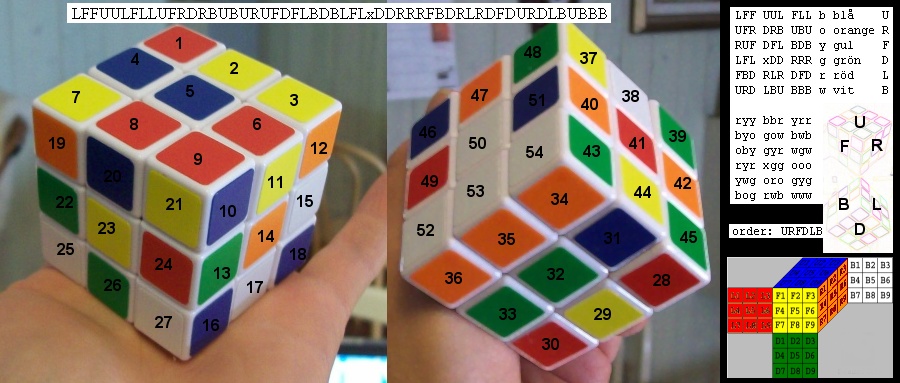 LFFUULFLLUFRDRBUBURUFDFLBDBLFLxDDRRRFBDRLRDFDURDLBUBBB
1
4 2
7 5 3
8 6
9
19 20 21 10 11 12
22 23 24 13 14 15
25 26 27 16 17 18
48 37
47 51 40 38
46 50 54 43 41 39
49 53 34 44 42
52 35 31 45
36 32 28
33 29
30
LFF UUL FLL b blå U
UFR DRB UBU o orange R
RUF DFL BDB y gul F
LFL xDD RRR g grön D
FBD RLR DFD r röd L
URD LBU BBB w vit B
ryy bbr yrr
byo gow bwb
oby gyr wgw
ryr xgg ooo
ywg oro gyg
bog rwb www
U
F R
B L
D
order: URFDLB
B1 B2 B3
B4 B5 B6
B7 B8 B9
F1 F2 F3
F4 F5 F6
F7 F8 F9
D1 D2 D3
D4 D5 D6
D7 D8 D9